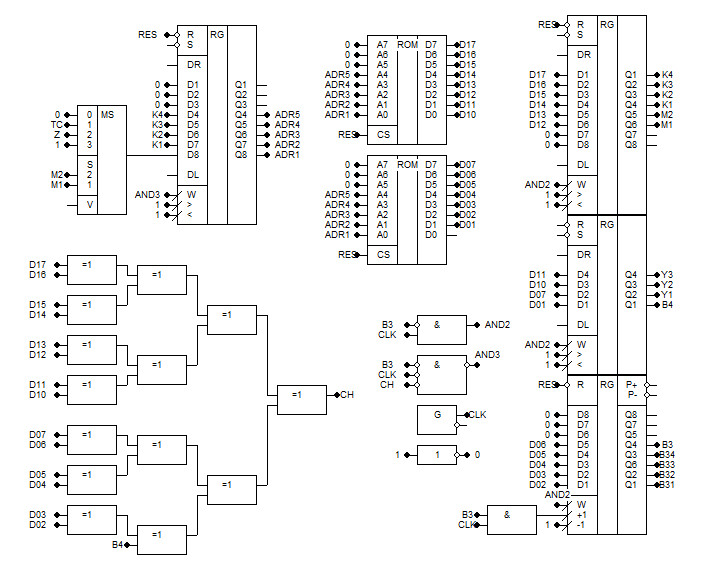 RES R RG
S
DR
0 D1 Q1
0 D2 Q2
0 D3 Q3
K4 D4 Q4 ADR5
K3 D5 Q5 ADR4
K2 D6 Q6 ADR3
K1 D7 Q7 ADR2
D8 Q8 ADR1
DL
AND3 W
1 >
1 <
0 0 MS
TC 1
Z 2
1 3
S
M2 2
M1 1
V
0 A7 ROM D7 D17
0 A6 D6 D16
0 A5 D5 D15
ADR5 A4 D4 D14
ADR4 A3 D3 D13
ADR3 A2 D2 D12
ADR2 A1 D1 D11
ADR1 A0 D0 D10
RES CS
0 A7 ROM D7 D07
0 A6 D6 D06
0 A5 D5 D05
ADR5 A4 D4 D04
ADR4 A3 D3 D03
ADR3 A2 D2 D02
ADR2 A1 D1 D01
ADR1 A0 D0
RES CS
RES R RG
S
DR
D17 D1 Q1 K4
D16 D2 Q2 K3
D15 D3 Q3 K2
D14 D4 Q4 K1
D13 D5 Q5 M2
D12 D6 Q6 M1
0 D7 Q7
0 D8 Q8
DL
AND2 W
1 >
1 <
R RG
S
DR
D11 D4 Q4 Y3
D10 D3 Q3 Y2
D07 D2 Q2 Y1
D01 D1 Q1 B4
DL
AND2 W
1 >
1 <
RES R RG P+
P-
0 D8 Q8
0 D7 Q7
0 D6 Q5
D06 D5 Q4 B3
D05 D4 Q3 B34
D04 D3 Q6 B33
D03 D2 Q2 B32
D02 D1 Q1 B31
AND2
W
+1
1 -1
B3 &
CLK
D17 =1
D16
=1
D15 =1
D14
=1
D13 =1
D12
=1
D11 =1
D10
=1 CH
D07 =1
D06
=1
D05 =1
D04
=1
D03 =1
D02
=1
B4
B3 & AND2
CLK
AND3
B3 &
CLK
CH
G CLK
1 1 0